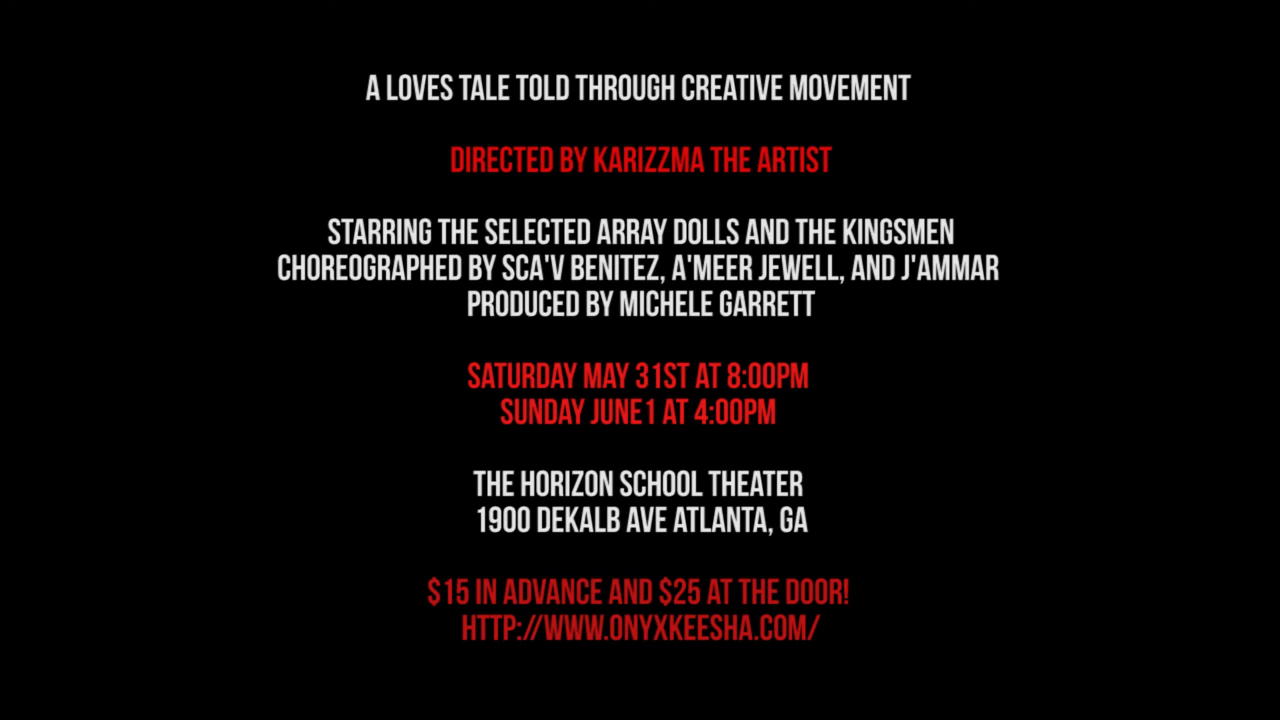 A LOVES TALE TOLD THROUGH CREATIVE MOVEMENT
DIRECTED BY KARIZZMA THE ARTIST
STARRING THE SELECTED ARRAY DOLLS AND THE KINGSMEN
CHOREOGRAPHED BY SCA'V BENITEZ, A'MEER JEWELL, AND J'AMMAR
PRODUCED BY MICHELE GARRETT
SATURDAY MAY 31ST AT 8:00PM
SUNDAY JUNE1 AT 4:00PM
THE HORIZON SCHOOL THEATER
1900 DEKALB AVE ATLANTA, GA
$15 IN ADVANCE AND $25 AT THE DOOR!
HTTP://WWW.ONYXKEESHA.COM/